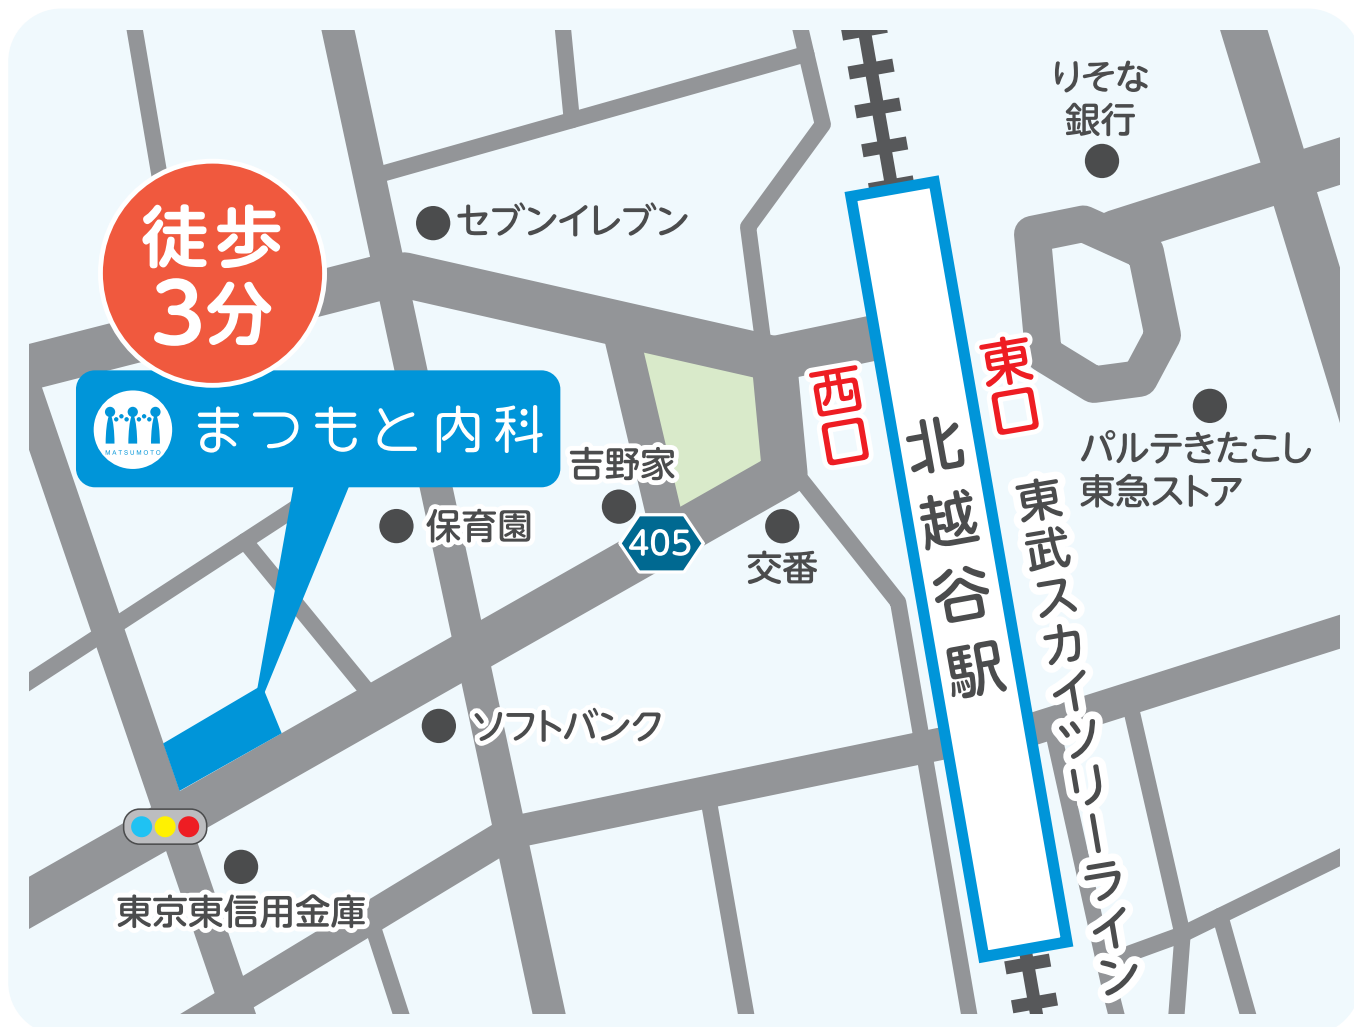 りそな
銀行
徒歩
3分
セブンイレブン
MATSUMOTO
まつもと内科
西口
東口
北越谷駅
パルテきたこし
東急ストア
東武スカイツリーライン
吉野家
保育園
405
交番
ソフトバンク
東京東信用金庫